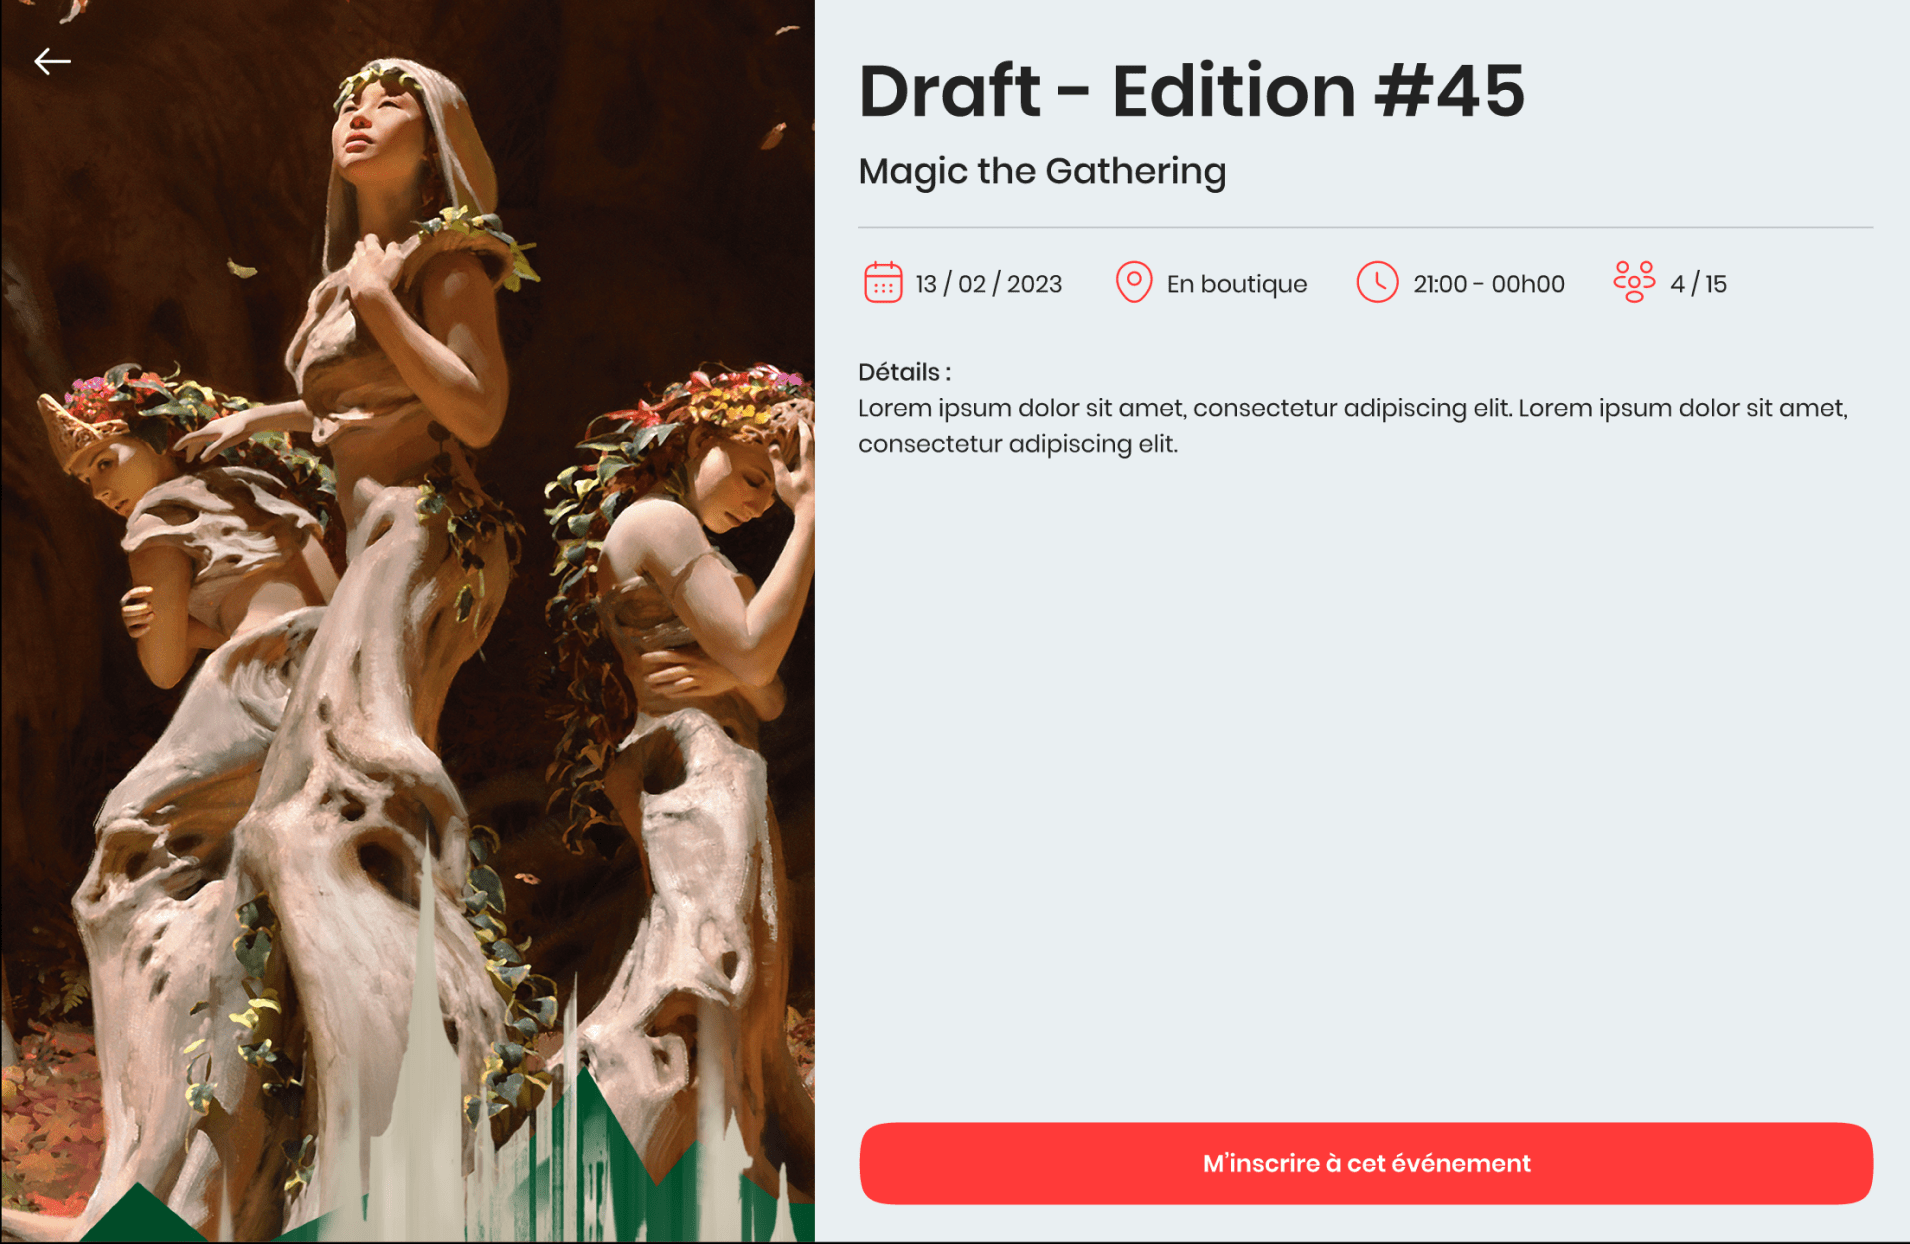 Draft - Edition #45
Magic the Gathering
13 / 02 / 2023 En boutique 21:00 - 00h00 4 / 15
Détails :
Lorem ipsum dolor sit amet, consectetur adipiscing elit. Lorem ipsum dolor sit amet,
consectetur adipiscing elit.
M’inscrire à cet événement